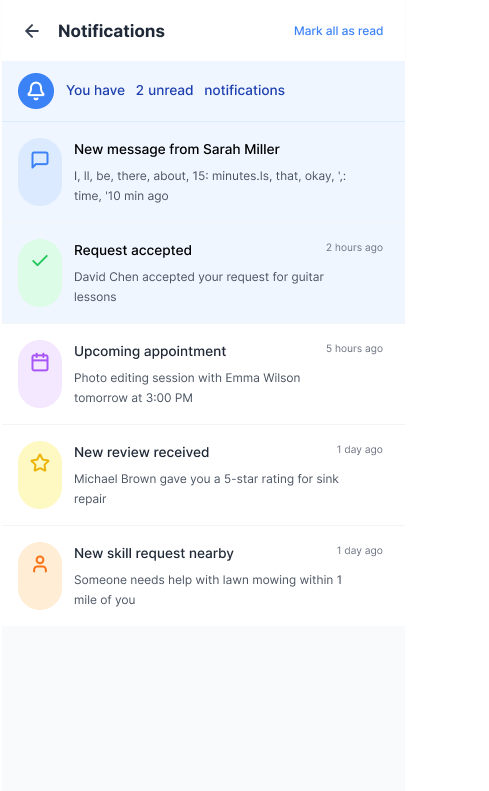 Notifications
Mark all as read
You have 2 unread notifications
New message from Sarah Miller
I, ll, be, there, about, 15: minutes.Is, that, okay, ',:
time, '10 min ago
Request accepted
2 hours ago
David Chen accepted your request for guitar
lessons
Upcoming appointment
5 hours ago
Photo editing session with Emma Wilson
tomorrow at 3:00 PM
New review received
1 day ago
Michael Brown gave you a 5-star rating for sink
repair
New skill request nearby
1 day ago
Someone needs help with lawn mowing within 1
mile of you